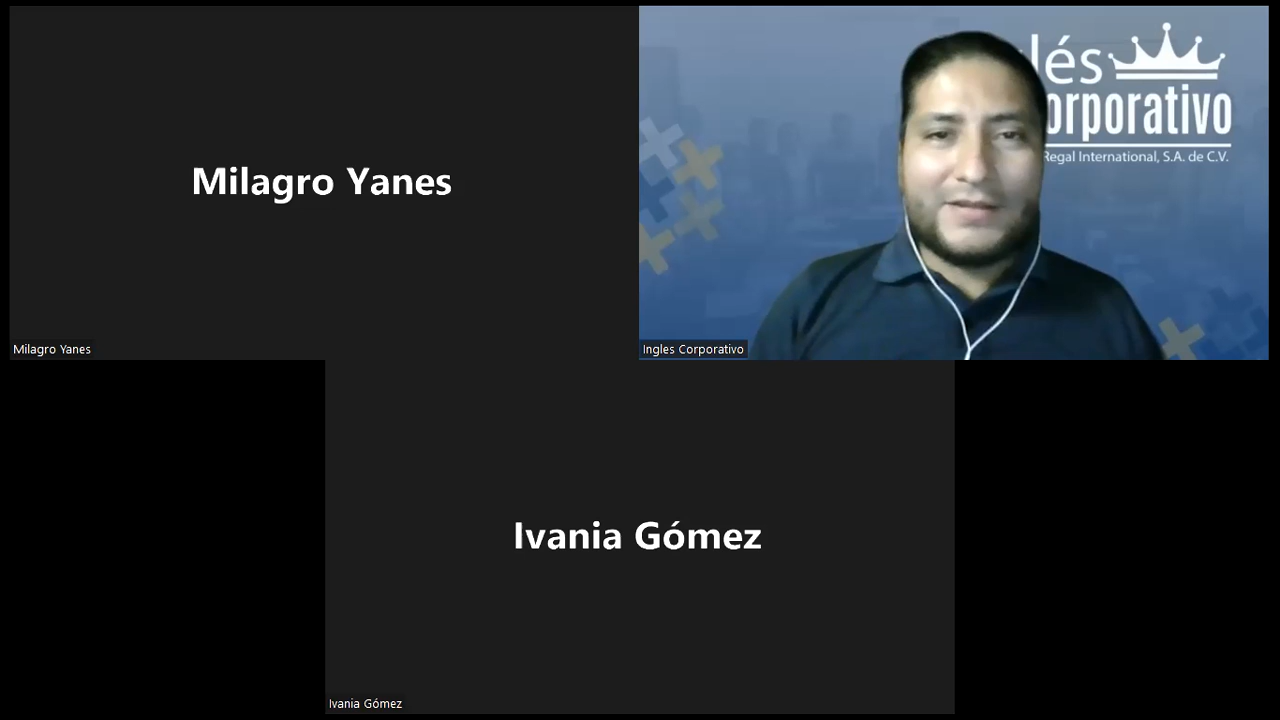 Milagro Yanes
Milagro Yanes
lés
orporativo
Regal International, S.A. de C.V.
Ingles Corporativo
Ivania Gómez
Ivania Gómez